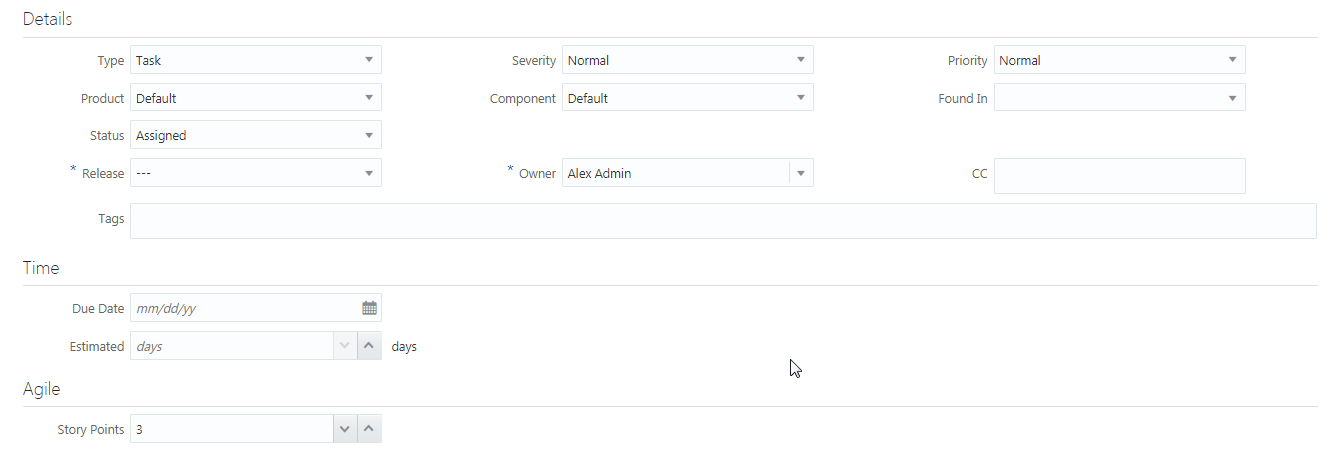 Details
Type Task Severity Normal Priority Normal
Product Default Component Default Found In
Status Assigned
* Release --- * Owner Alex Admin CC
Tags
Time
Due Date mm/dd/yy
Estimated days days
Agile
Story Points 3